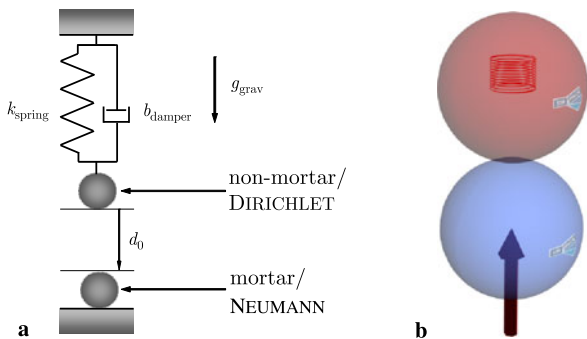 k_spring
b_damper
g_grav
non-mortar/
DIRICHLET
d_0
mortar/
NEUMANN
a
b